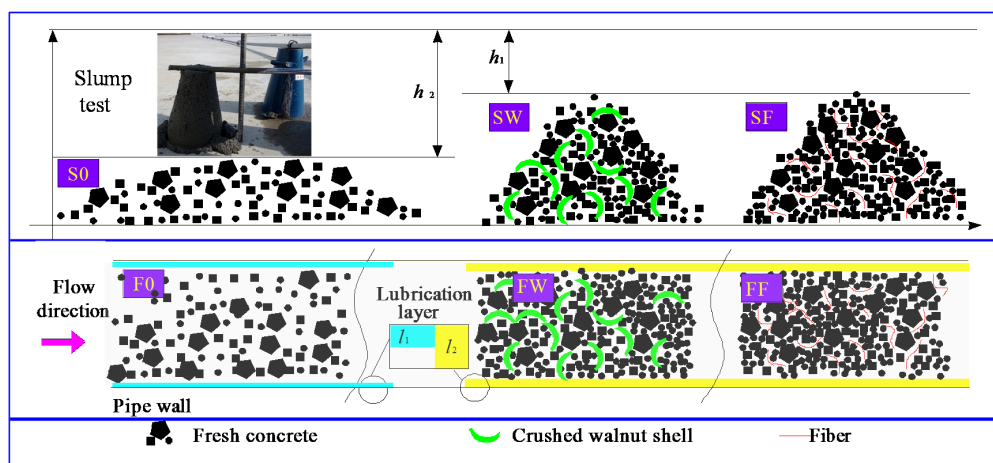 Slump
test
h₂
h₁
S0
SW
SF
Flow
direction
F0
Lubrication
layer
l₁
l₂
FW
FF
Pipe wall
Fresh concrete
Crushed walnut shell
Fiber